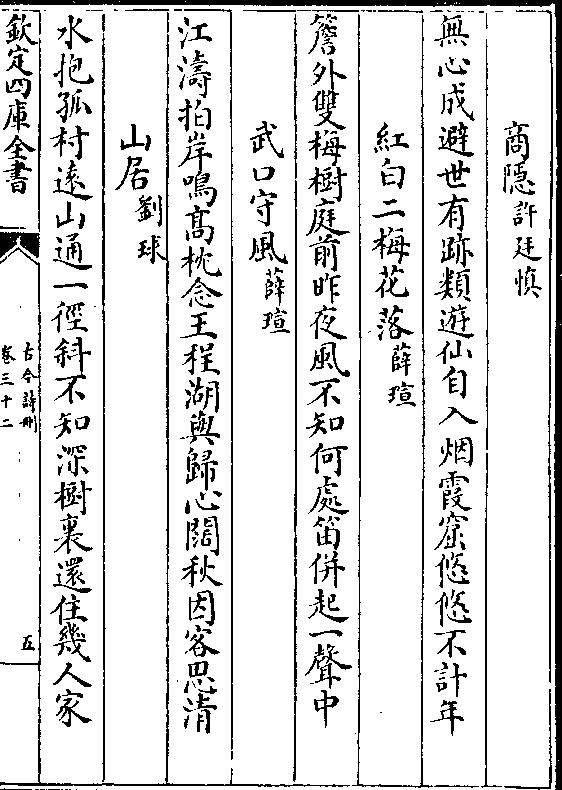 商隱許廷慎
無心成避世有跡類遊仙自入烟霞窟悠悠不計年
紅白二梅花落薛瑄
簷外雙梅樹庭前昨夜風不知何處笛併起一聲中
武口守風薛瑄
江濤拍岸鳴髙枕念王程湖與歸心闊秋因客思清
山居劉球
水抱孤村逺山通一徑斜不知深樹裏還住幾人家
欽定四庫全書
古今詩刪
卷三十二
五